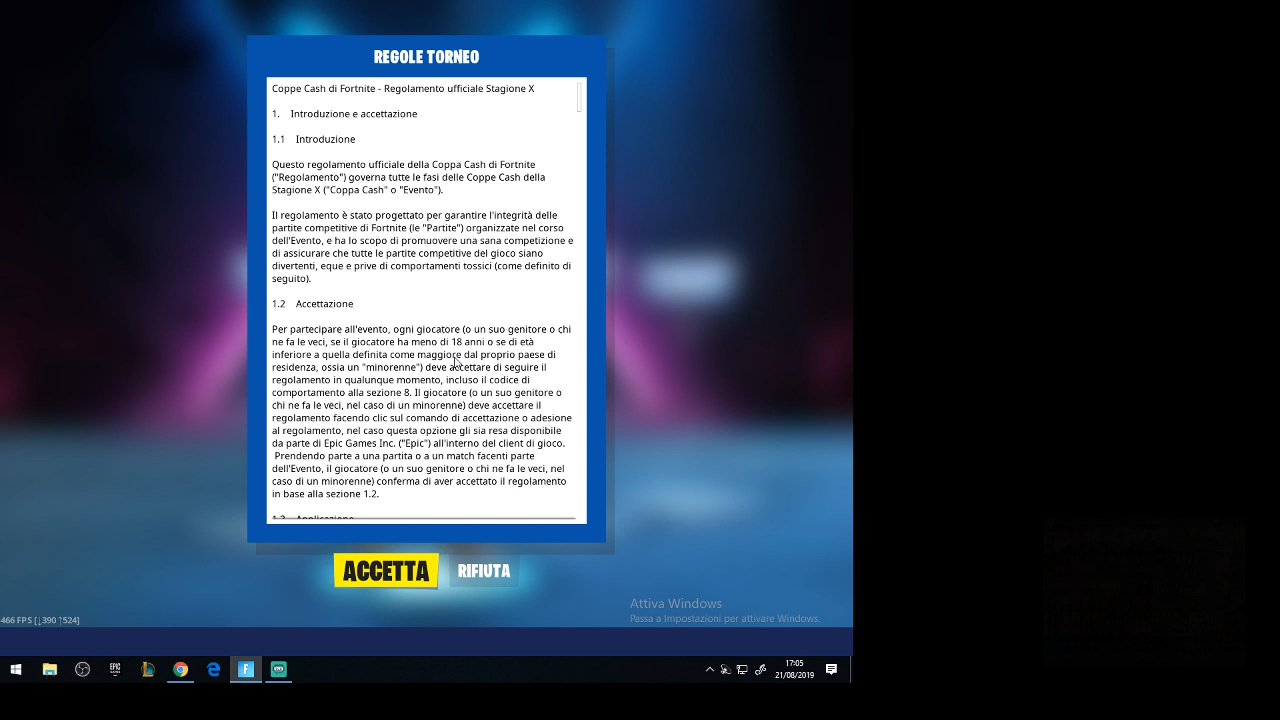 REGOLE TORNEO
Coppe Cash di Fortnite - Regolamento ufficiale Stagione X
1. Introduzione e accettazione
1.1 Introduzione
Questo regolamento ufficiale della Coppa Cash di Fortnite
("Regolamento") governa tutte le fasi delle Coppe Cash della
Stagione X ("Coppa Cash" o "Evento").
Il regolamento è stato progettato per garantire l'integrità delle
partite competitive di Fortnite (le "Partite") organizzate nel corso
dell'Evento, e ha lo scopo di promuovere una sana competizione e
di assicurare che tutte le partite competitive del gioco siano
divertenti, eque e prive di comportamenti tossici (come definito di
seguito).
1.2 Accettazione
Per partecipare all'evento, ogni giocatore (o un suo genitore o chi
ne fa le veci, se il giocatore ha meno di 18 anni o se di età
inferiore a quella definita come maggiore dal proprio paese di
residenza, ossia un "minorenne") deve accettare di seguire il
regolamento in qualunque momento, incluso il codice di
comportamento alla sezione 8. Il giocatore (o un suo genitore o
chi ne fa le veci, nel caso di un minorenne) deve accettare il
regolamento facendo clic sul comando di accettazione o adesione
al regolamento, nel caso questa opzione gli sia resa disponibile
da parte di Epic Games Inc. ("Epic") all'interno del client di gioco.
Prendendo parte a una partita o a un match facenti parte
dell'Evento, il giocatore (o un suo genitore o chi ne fa le veci, nel
caso di un minorenne) conferma di aver accettato il regolamento
in base alla sezione 1.2.
1.3 Applicazione
ACCETTA RIFIUTA
Attiva Windows
Passa a Impostazioni per attivare Windows.
466 FPS [↓390 ↑524]
EPIC
F
17:05
21/08/2019